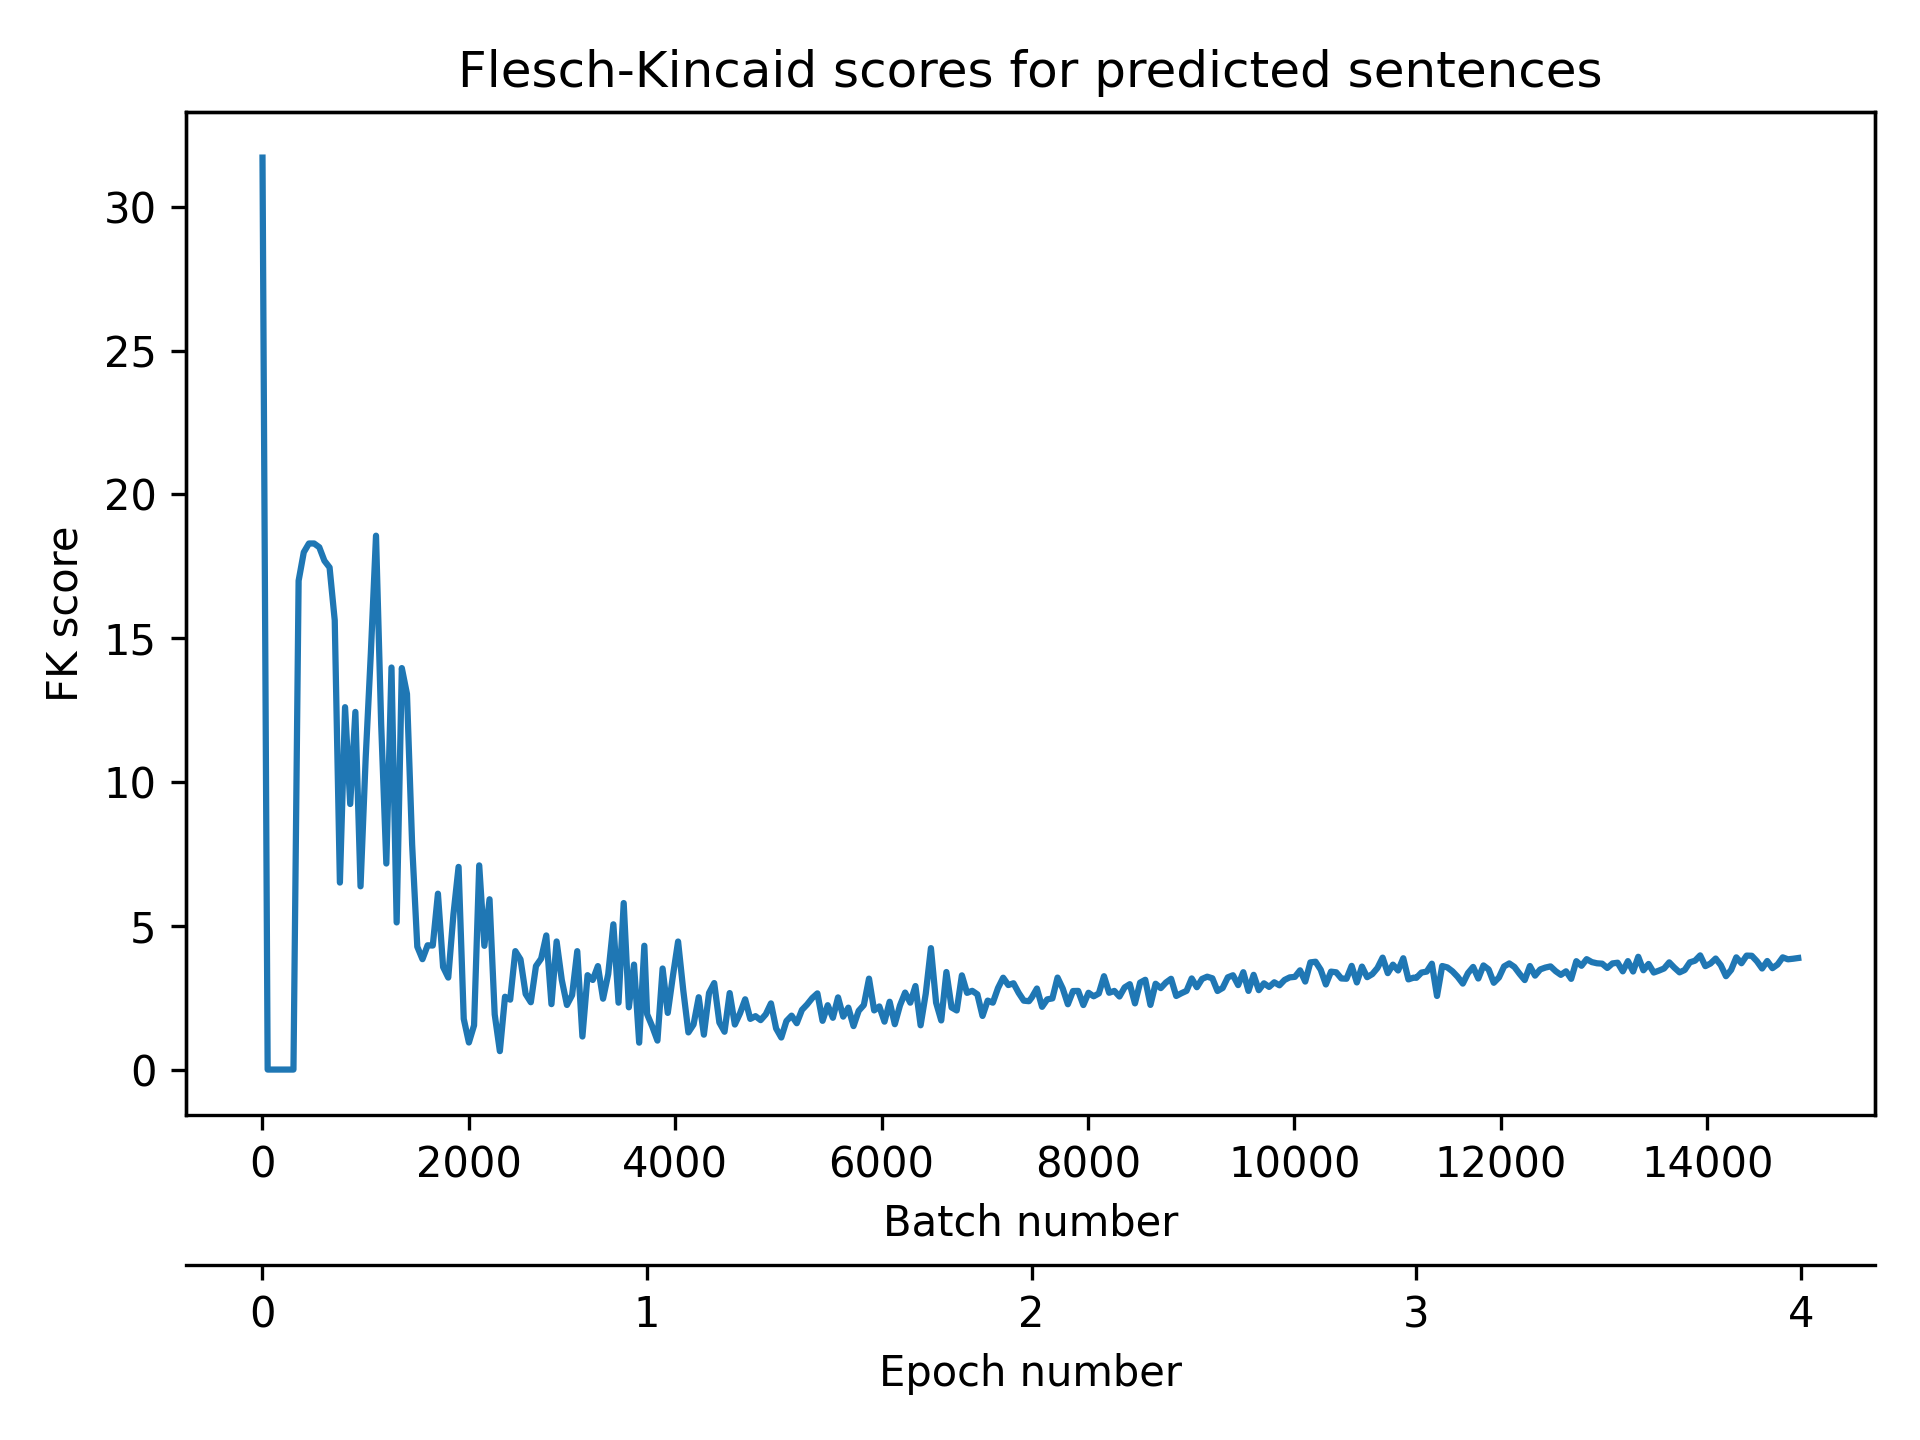 Flesch-Kincaid scores for predicted sentences
FK score
30
25
20
15
10
5
0
0 2000 4000 6000 8000 10000 12000 14000
Batch number
0 1 2 3 4
Epoch number